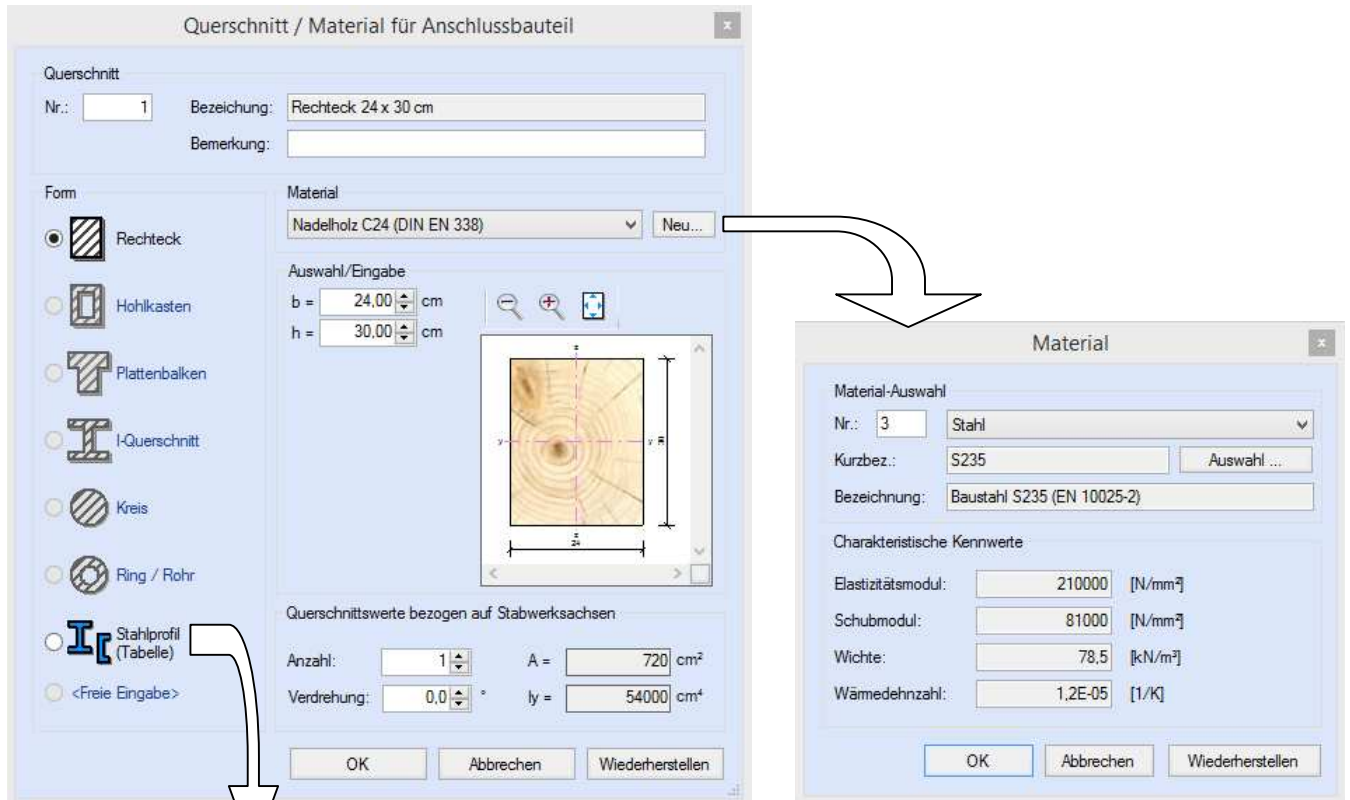 Querschnitt / Material für Anschlussbauteil
x
Querschnitt
Nr.: 1 Bezeichung: Rechteck 24 x 30 cm
Bemerkung:
Form
Rechteck
Hohlkasten
Plattenbalken
I-Querschnitt
Kreis
Ring / Rohr
Stahlprofil
(Tabelle)
<Freie Eingabe>
Material
Nadelholz C24 (DIN EN 338) Neu...
Auswahl/Eingabe
b = 24,00 cm
h = 30,00 cm
z
y y 30
z
24
Querschnittswerte bezogen auf Stabwerksachsen
Anzahl: 1 A = 720 cm²
Verdrehung: 0,0 ° Iy = 54000 cm⁴
OK Abbrechen Wiederherstellen
Material
x
Material-Auswahl
Nr.: 3 Stahl
Kurzbez.: S235 Auswahl ...
Bezeichnung: Baustahl S235 (EN 10025-2)
Charakteristische Kennwerte
Elastizitätsmodul: 210000 [N/mm²]
Schubmodul: 81000 [N/mm²]
Wichte: 78,5 [kN/m³]
Wärmedehnzahl: 1,2E-05 [1/K]
OK Abbrechen Wiederherstellen